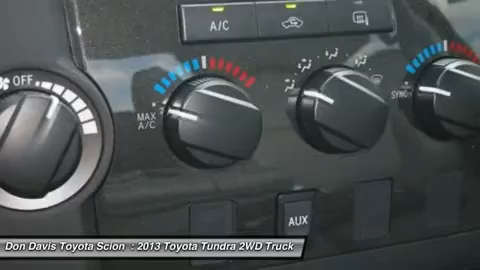 A/C
OFF
MAX
A/C
SYNC
AUX
Don Davis Toyota Scion : 2013 Toyota Tundra 2WD Truck